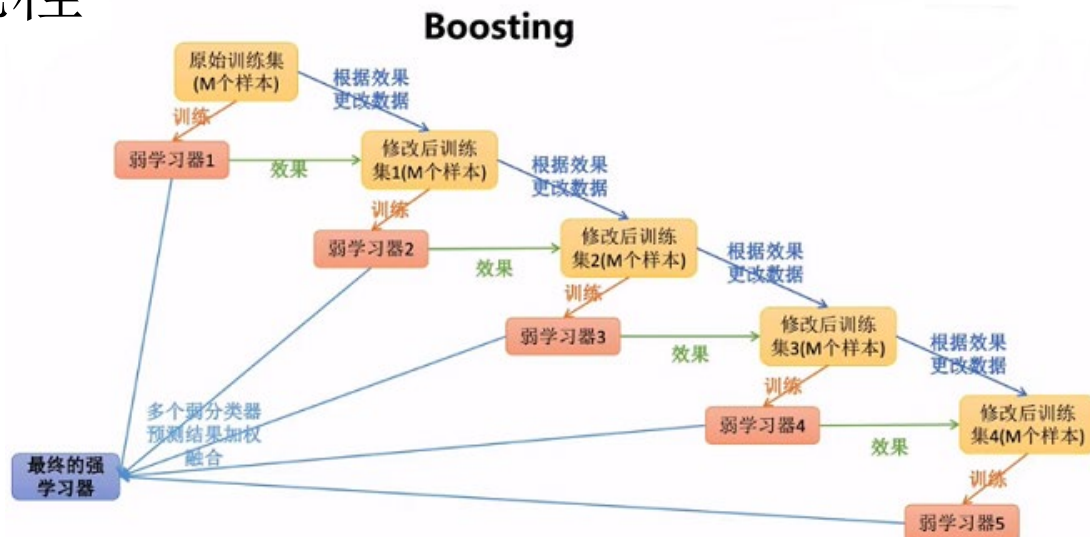 Boosting
原始训练集
(M个样本)
根据效果
更改数据
训练
弱学习器1
效果
修改后训练
集1(M个样本)
根据效果
更改数据
训练
弱学习器2
效果
修改后训练
集2(M个样本)
根据效果
更改数据
训练
弱学习器3
效果
修改后训练
集3(M个样本)
根据效果
更改数据
训练
弱学习器4
效果
修改后训练
集4(M个样本)
训练
弱学习器5
多个弱分类器
预测结果加权
融合
最终的强
学习器